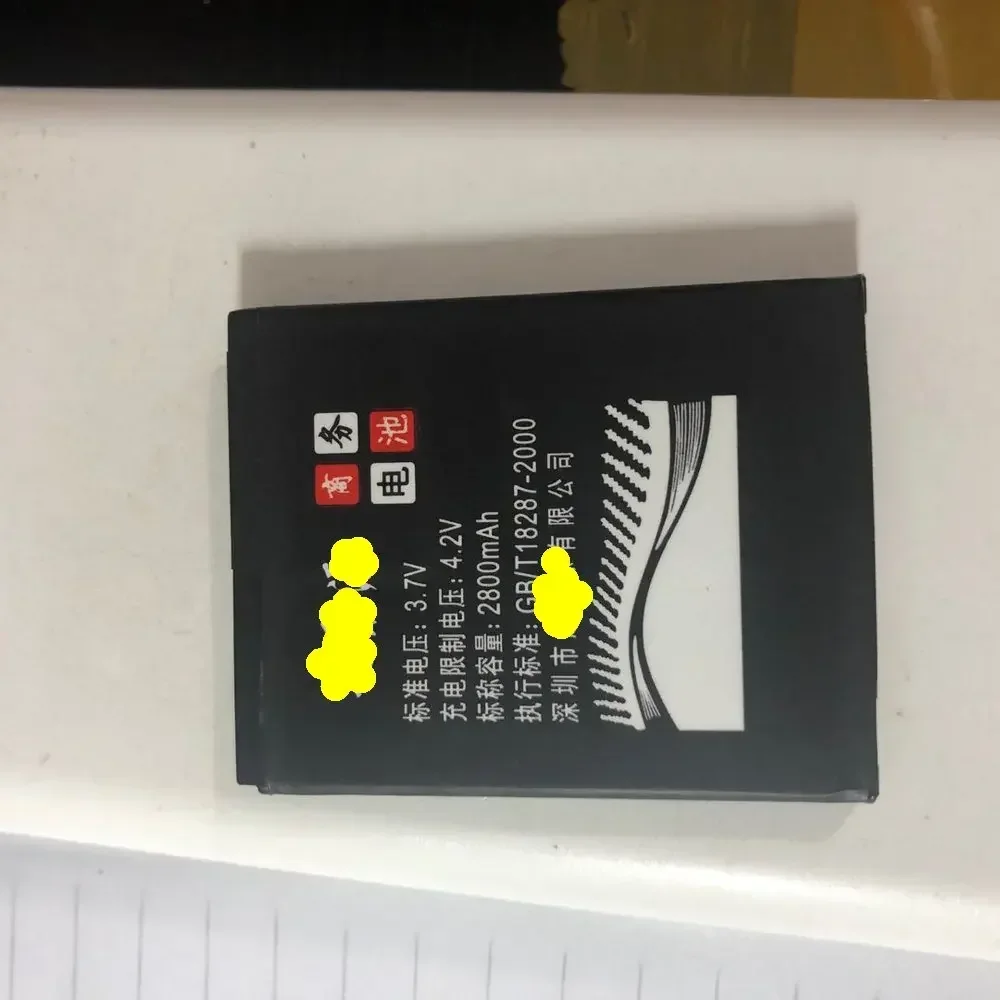 商务
电池
标准电压：3.7V
充电限制电压：4.2V
标称容量：2800mAh
执行标准：GB/T18287-2000
深圳市 有限公司